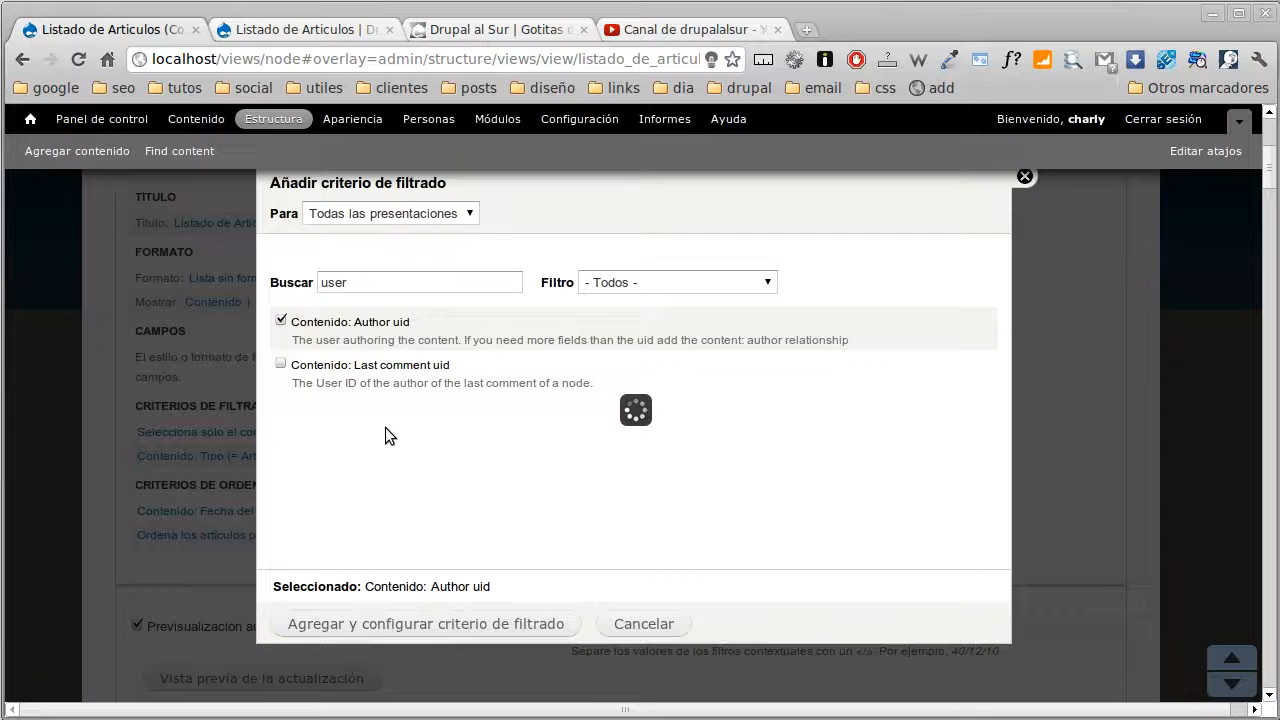 Listado de Articulos (Co
Listado de Articulos | D
Drupal al Sur | Gotitas d
Canal de drupalalsur - Y
localhost/views/node#overlay=admin/structure/views/view/listado_de_articul
google
seo
tutos
social
utiles
clientes
posts
diseño
links
dia
drupal
email
css
add
Otros marcadores
Panel de control
Contenido
Estructura
Apariencia
Personas
Módulos
Configuración
Informes
Ayuda
Bienvenido, charly
Cerrar sesión
Agregar contenido
Find content
Editar atajos
TÍTULO
Título: Listado de Artic
FORMATO
Formato: Lista sin form
Mostrar Contenido |
CAMPOS
El estilo o formato de f
campos.
CRITERIOS DE FILTRA
Selecciona solo el co
Contenido: Tipo (= Art
CRITERIOS DE ORDEN
Contenido: Fecha del
Ordena los artículos p
Añadir criterio de filtrado
Para Todas las presentaciones
Buscar user
Filtro - Todos -
Contenido: Author uid
The user authoring the content. If you need more fields than the uid add the content: author relationship
Contenido: Last comment uid
The User ID of the author of the last comment of a node.
Seleccionado: Contenido: Author uid
Agregar y configurar criterio de filtrado
Cancelar
Previsualización au
Separe los valores de los filtros contextuales con un «/». Por ejemplo, 40/12/10.
Vista previa de la actualización